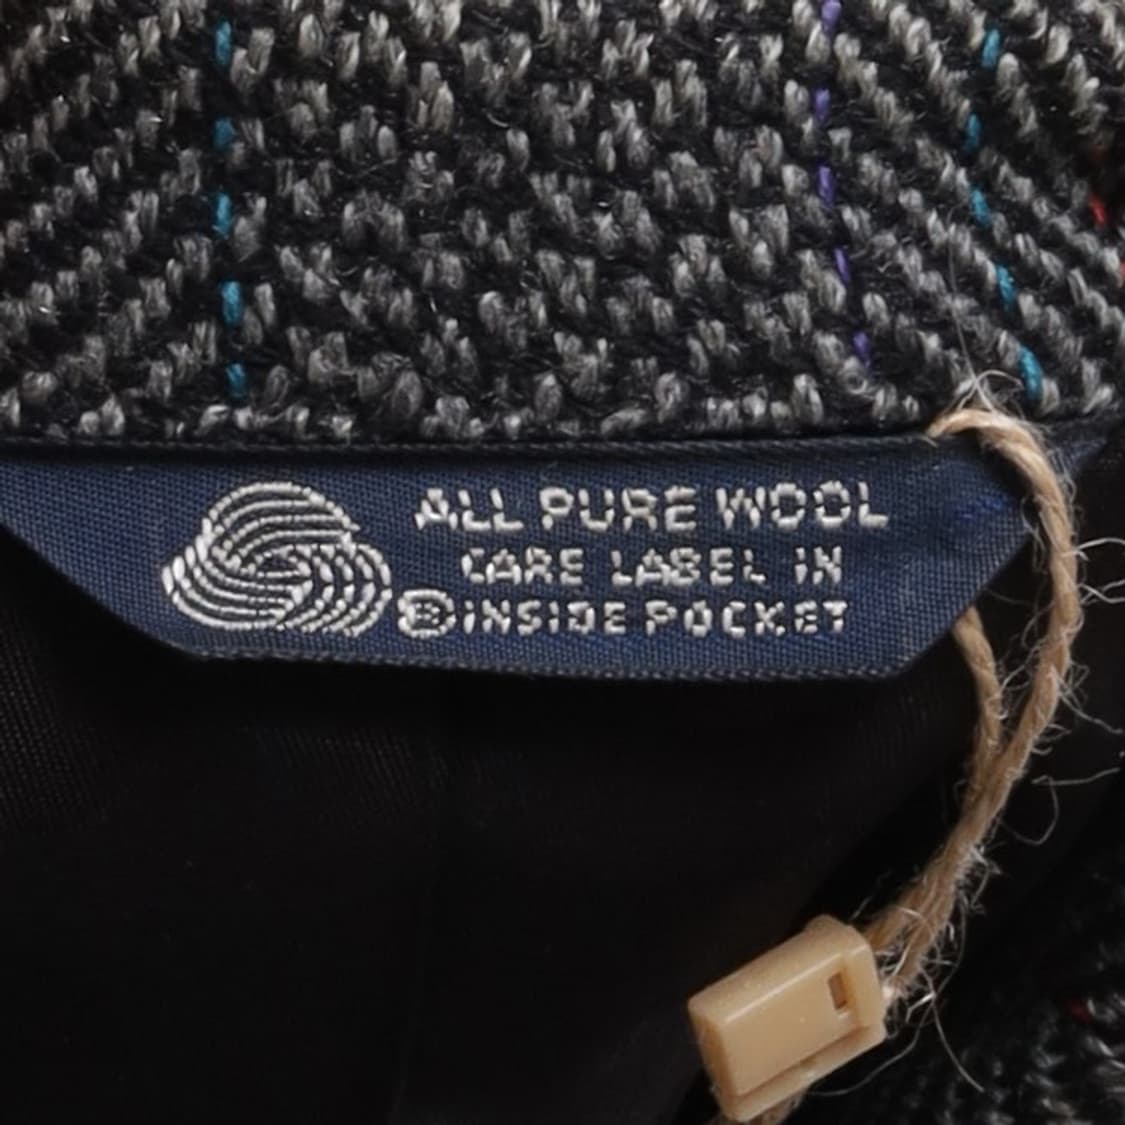 ALL PURE WOOL
CARE LABEL IN
® INSIDE POCKET